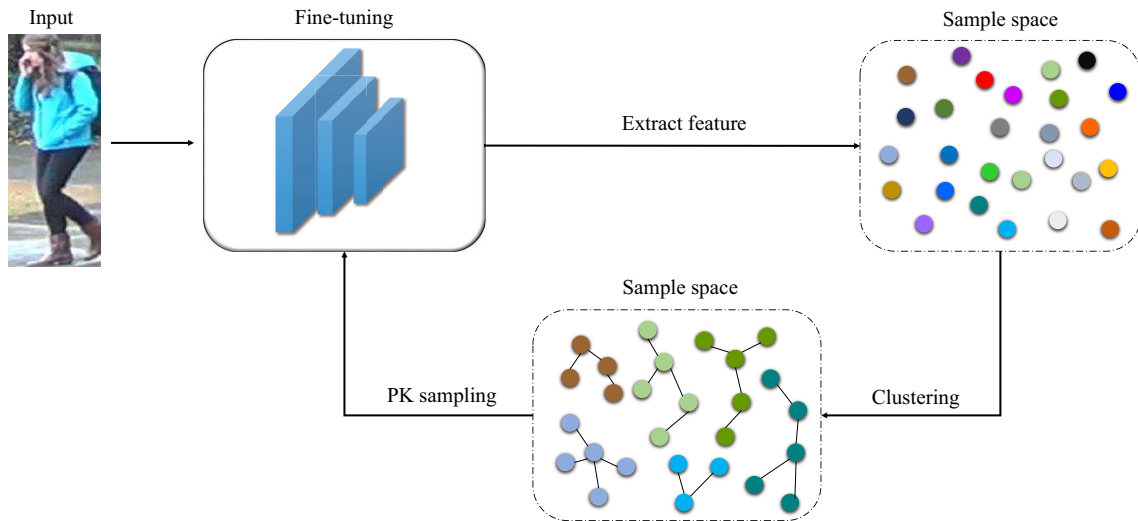 Input
Fine-tuning
Sample space
Extract feature
Sample space
PK sampling
Clustering